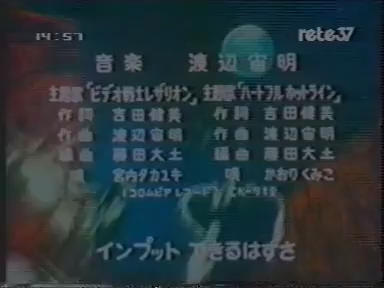 14:57
rete37
音楽 渡辺宙明
主題歌「ビデオ戦士レザリオン」 主題歌「ハートフルホットライン」
作詞 吉田健美 作詞 吉田健美
作曲 渡辺宙明 作曲 渡辺宙明
編曲 藤田大土 編曲 藤田大土
唄 宮内タカユキ 唄 かおりくみこ
(コロムビアレコード)
インプット できるはずさ